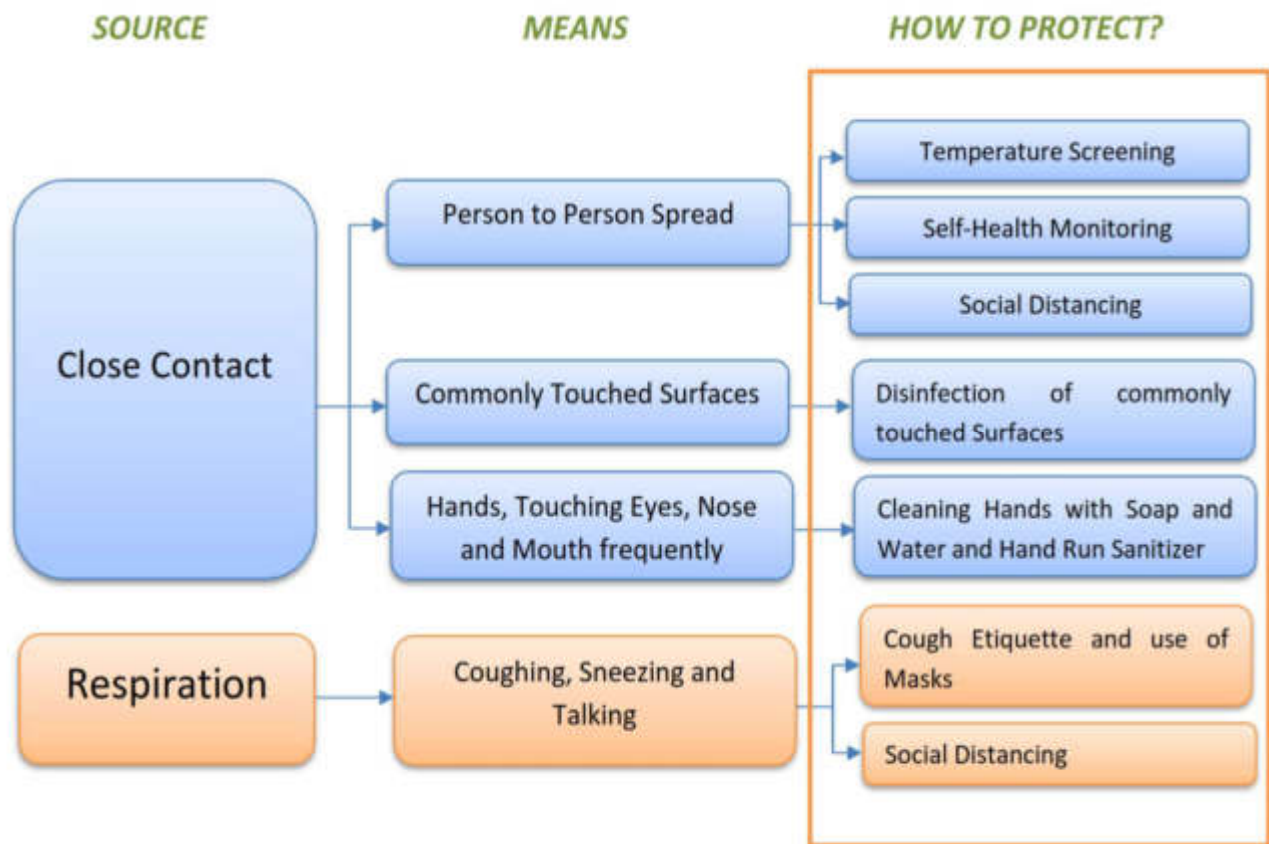 SOURCE
MEANS
HOW TO PROTECT?
Close Contact
Person to Person Spread
Temperature Screening
Self-Health Monitoring
Social Distancing
Commonly Touched Surfaces
Disinfection of commonly
touched Surfaces
Hands, Touching Eyes, Nose
and Mouth frequently
Cleaning Hands with Soap and
Water and Hand Run Sanitizer
Respiration
Coughing, Sneezing and
Talking
Cough Etiquette and use of
Masks
Social Distancing